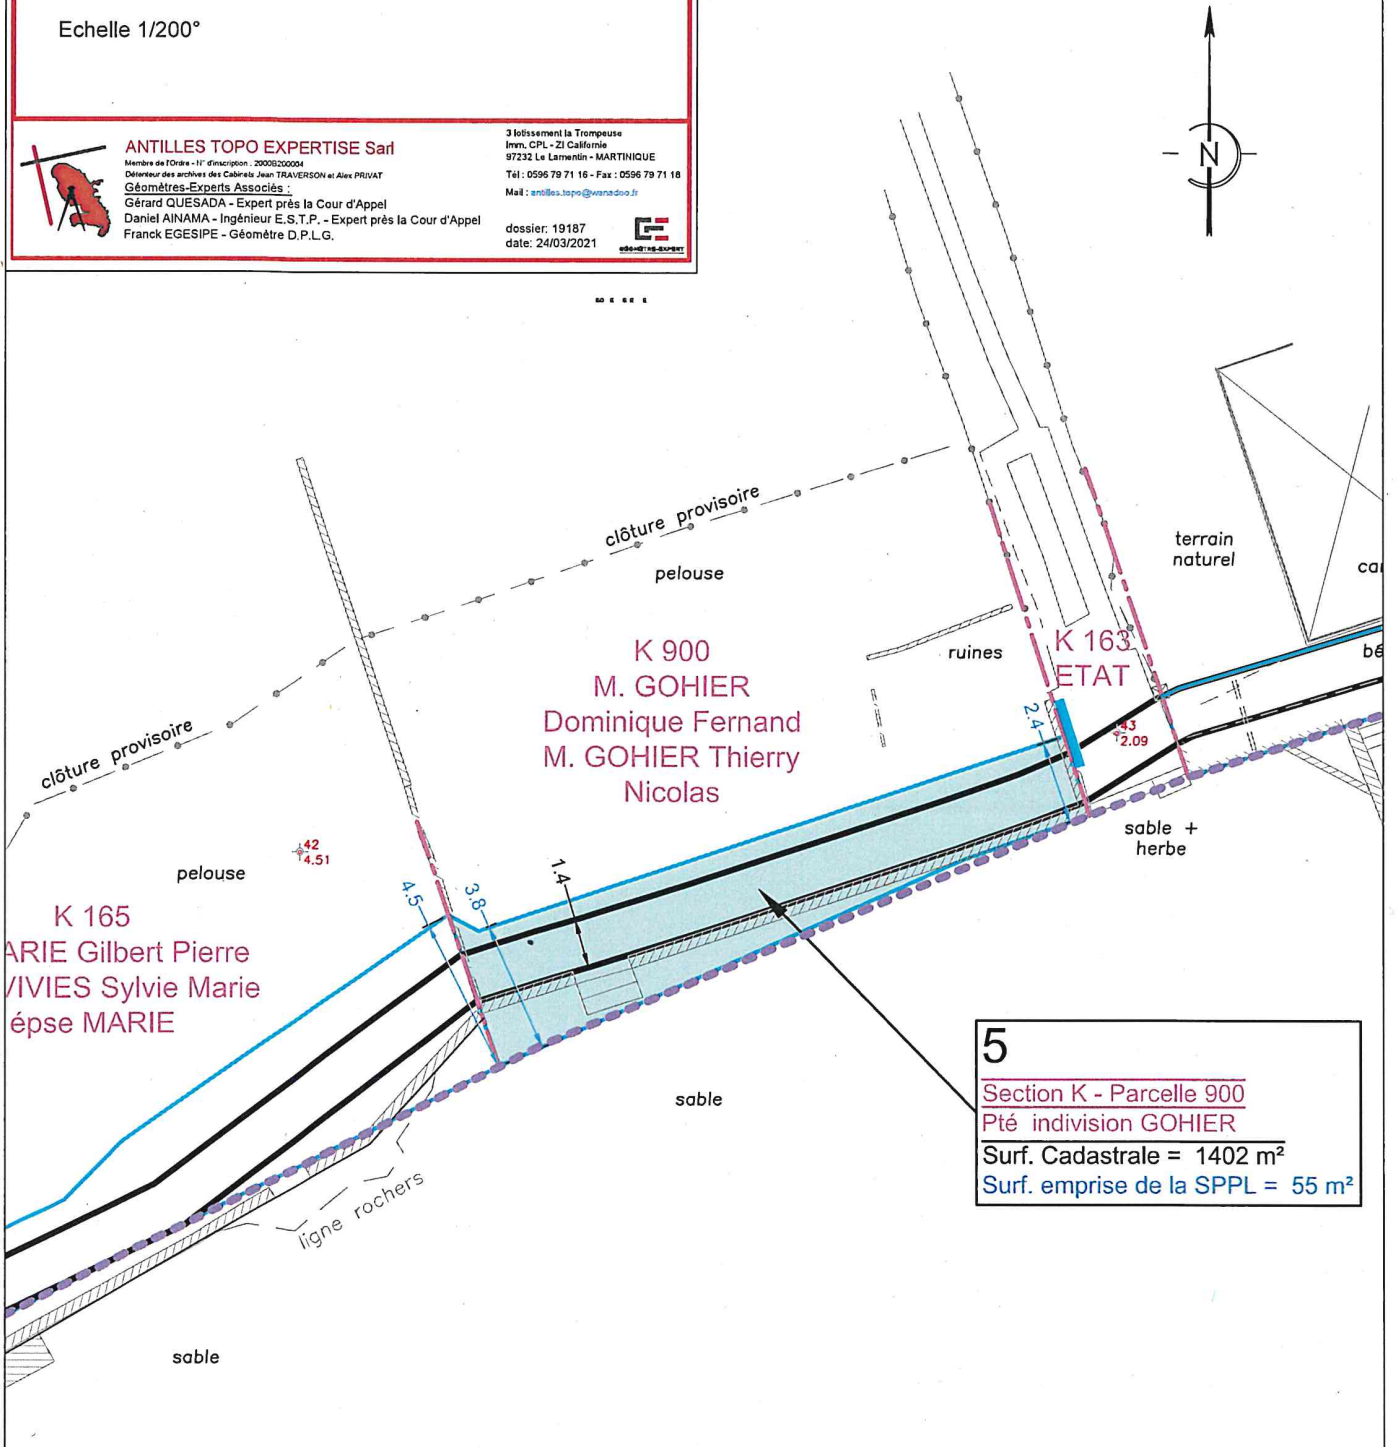 Echelle 1/200°
ANTILLES TOPO EXPERTISE Sarl
Membre de l'Ordre - N° d'inscription : 2000B200004
Détenteur des archives des Cabinets Jean TRAVERSON et Alex PRIVAT
Géomètres-Experts Associés :
Gérard QUESADA - Expert près la Cour d'Appel
Daniel AINAMA - Ingénieur E.S.T.P. - Expert près la Cour d'Appel
Franck EGESIPE - Géomètre D.P.L.G.
3 lotissement la Trompeuse
Imm. CPL - ZI Californie
97232 Le Lamentin - MARTINIQUE
Tél : 0596 79 71 16 - Fax : 0596 79 71 18
Mail : antilles.topo@wanadoo.fr
dossier: 19187
date: 24/03/2021
GÉOMÈTRE-EXPERT
N
clôture provisoire
pelouse
terrain
naturel
K 900
M. GOHIER
Dominique Fernand
M. GOHIER Thierry
Nicolas
ruines
K 163
ETAT
bé
43
2.09
2.4
clôture provisoire
42
4.51
pelouse
sable +
herbe
4.5
3.8
1.4
K 165
ARIE Gilbert Pierre
VIVIES Sylvie Marie
épse MARIE
5
Section K - Parcelle 900
Pté indivision GOHIER
Surf. Cadastrale = 1402 m²
Surf. emprise de la SPPL = 55 m²
sable
ligne rochers
sable